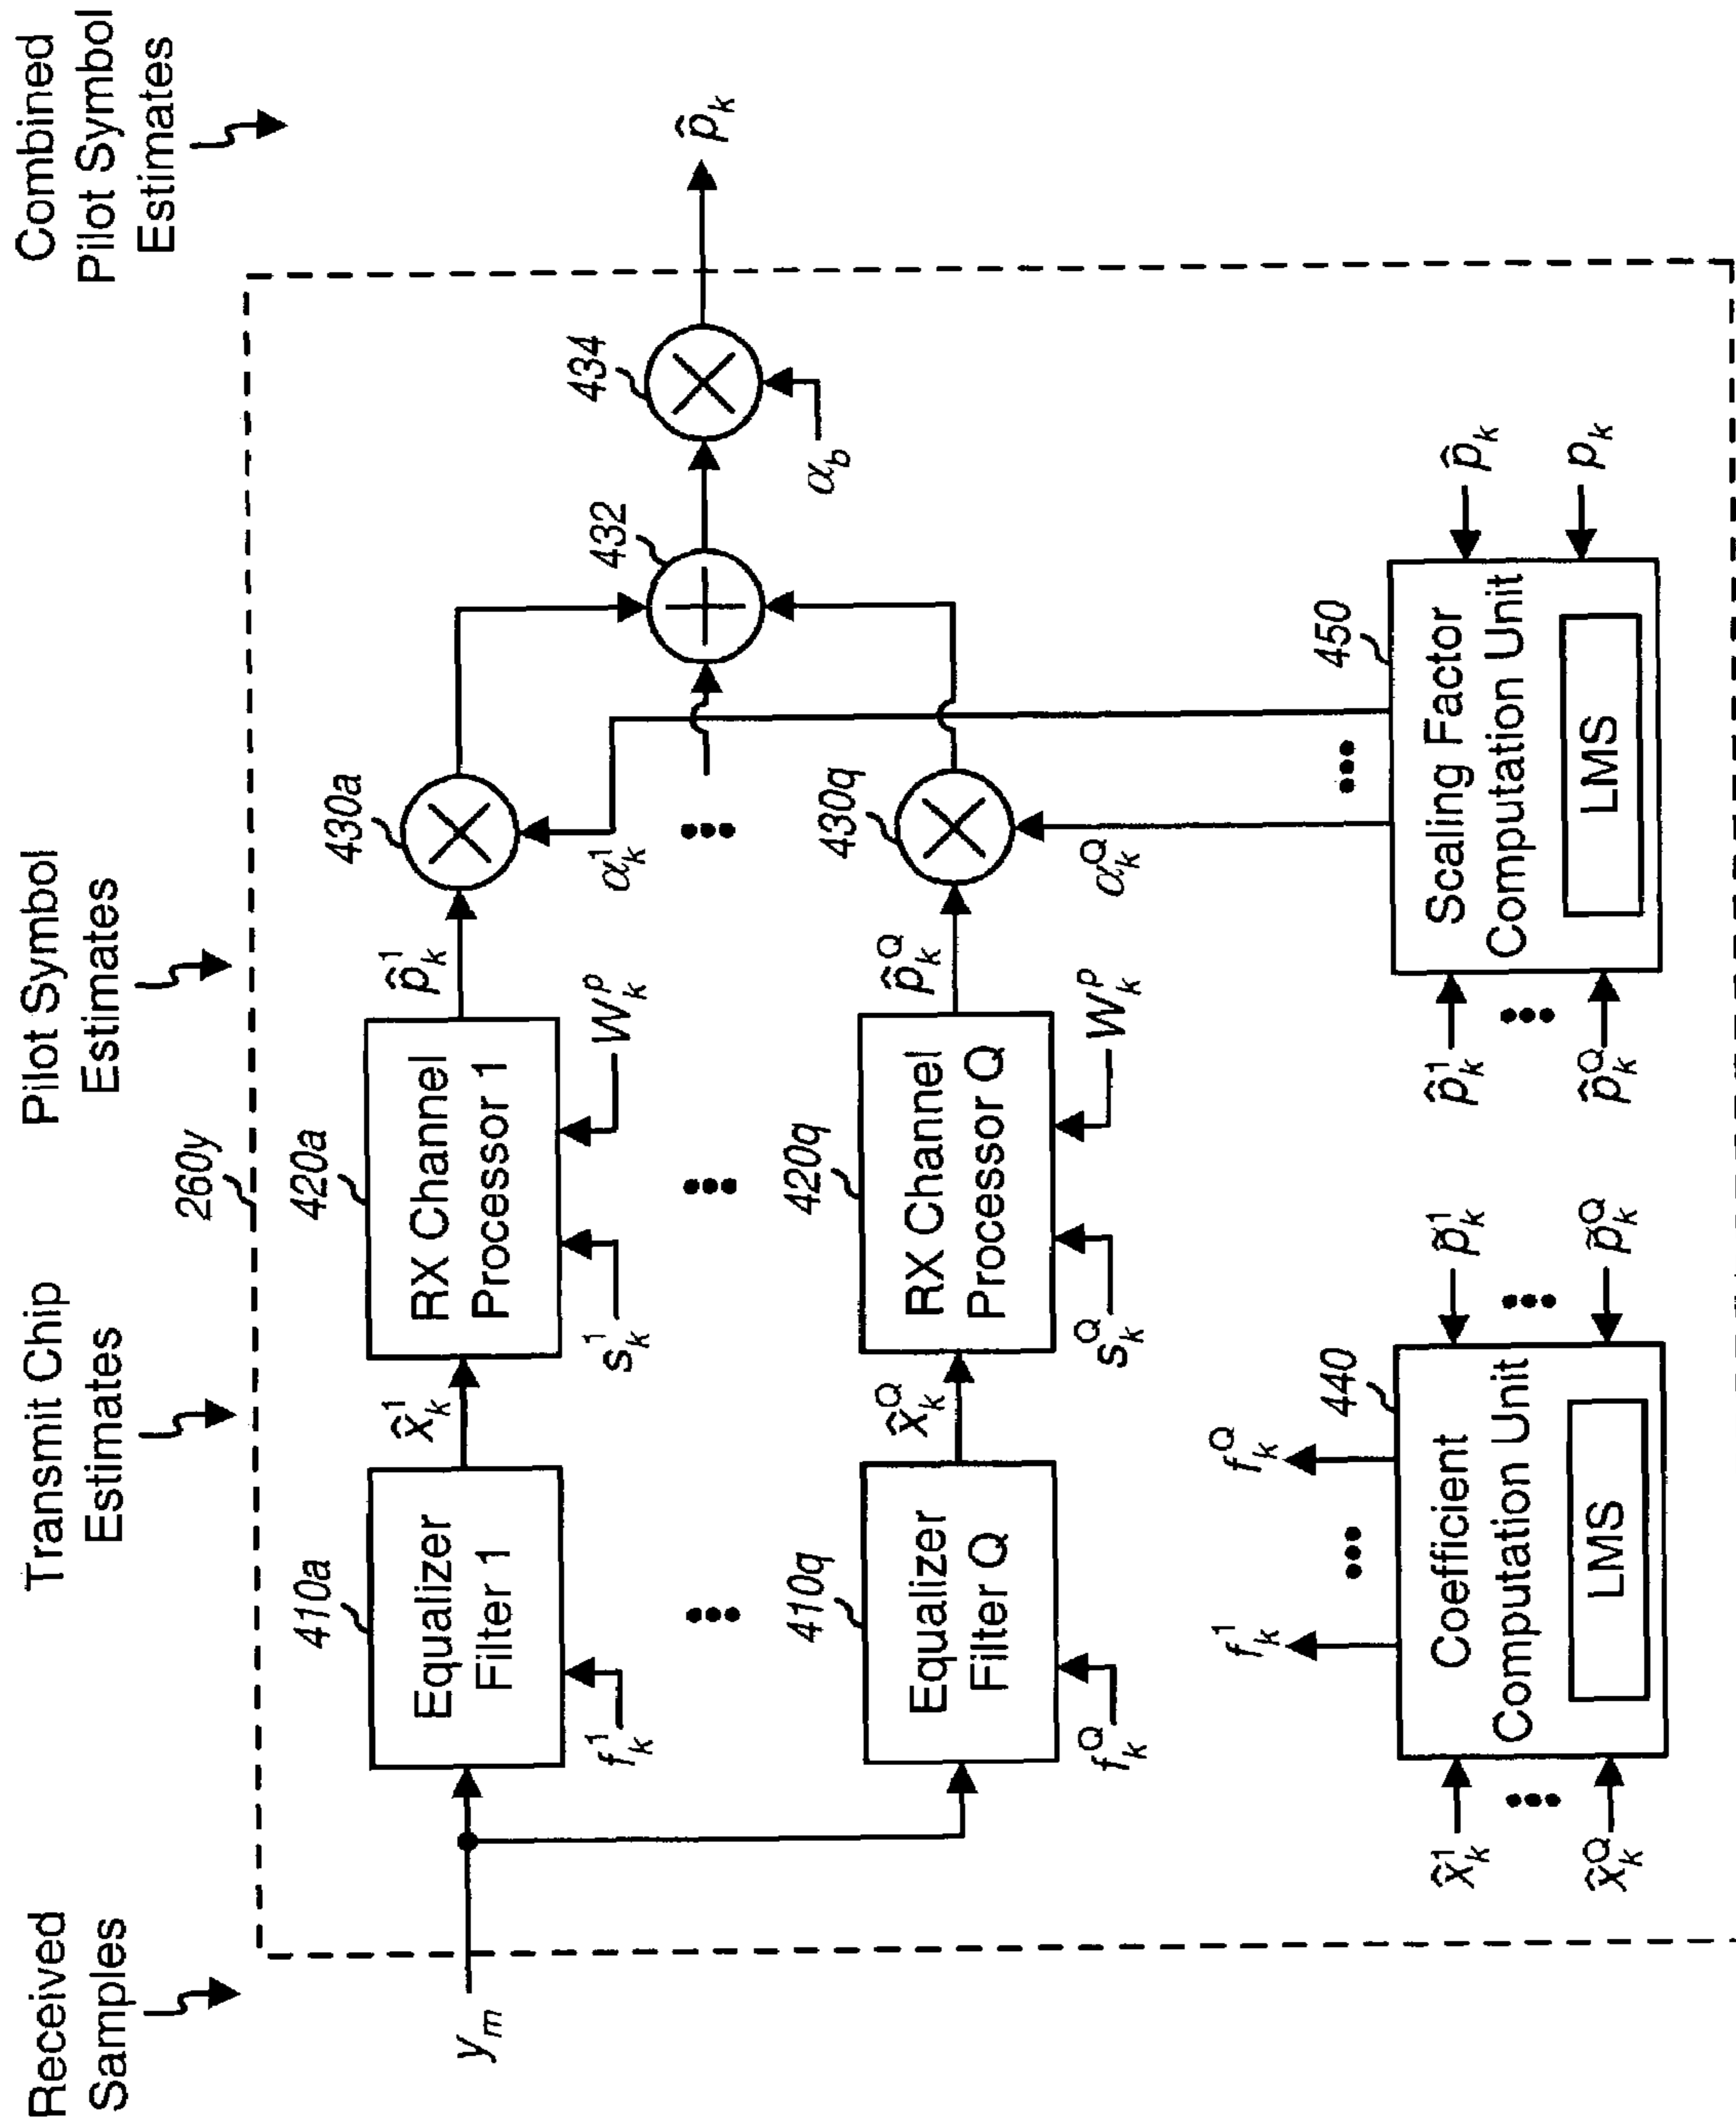 Received
Samples
Transmit Chip
Estimates
Pilot Symbol
Estimates
Combined
Pilot Symbol
Estimates
260y
410a
420a
430a
y_m
Equalizer
Filter 1
x̂_k^1
RX Channel
Processor 1
p̂_k^1
f_k^1
s_k^1
W_k^p
α_k^1
432
434
p̂_k
α_b
•••
•••
•••
410q
420q
430q
Equalizer
Filter Q
x̂_k^Q
RX Channel
Processor Q
p̂_k^Q
f_k^Q
s_k^Q
W_k^p
α_k^Q
f_k^1
•••
f_k^Q
440
450
•••
x̂_k^1
•••
x̂_k^Q
Coefficient
Computation Unit
LMS
p̂_k^1
•••
p̂_k^Q
p̂_k^1
•••
p̂_k^Q
Scaling Factor
Computation Unit
LMS
p̂_k
p_k